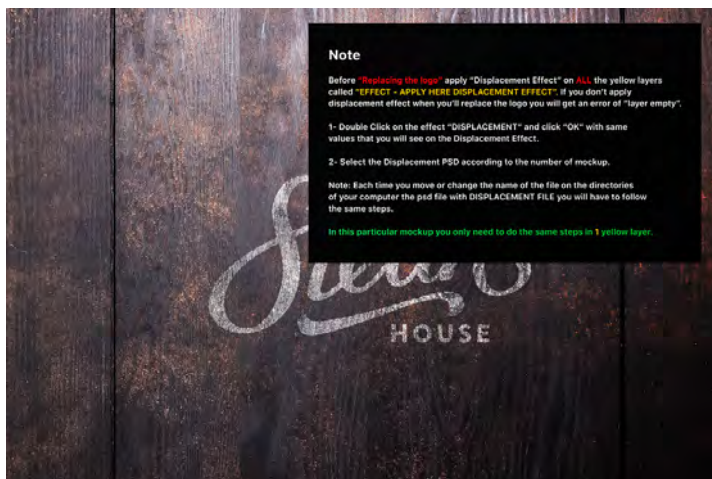 Note
Before "Replacing the logo" apply "Displacement Effect" on ALL the yellow layers
called "EFFECT - APPLY HERE DISPLACEMENT EFFECT". If you don't apply
displacement effect when you'll replace the logo you will get an error of "layer empty".
1- Double Click on the effect "DISPLACEMENT" and click "OK" with same
values that you will see on the Displacement Effect.
2- Select the Displacement PSD according to the number of mockup.
Note: Each time you move or change the name of the file on the directories
of your computer the psd file with DISPLACEMENT FILE you will have to follow
the same steps.
In this particular mockup you only need to do the same steps in 1 yellow layer.
HOUSE